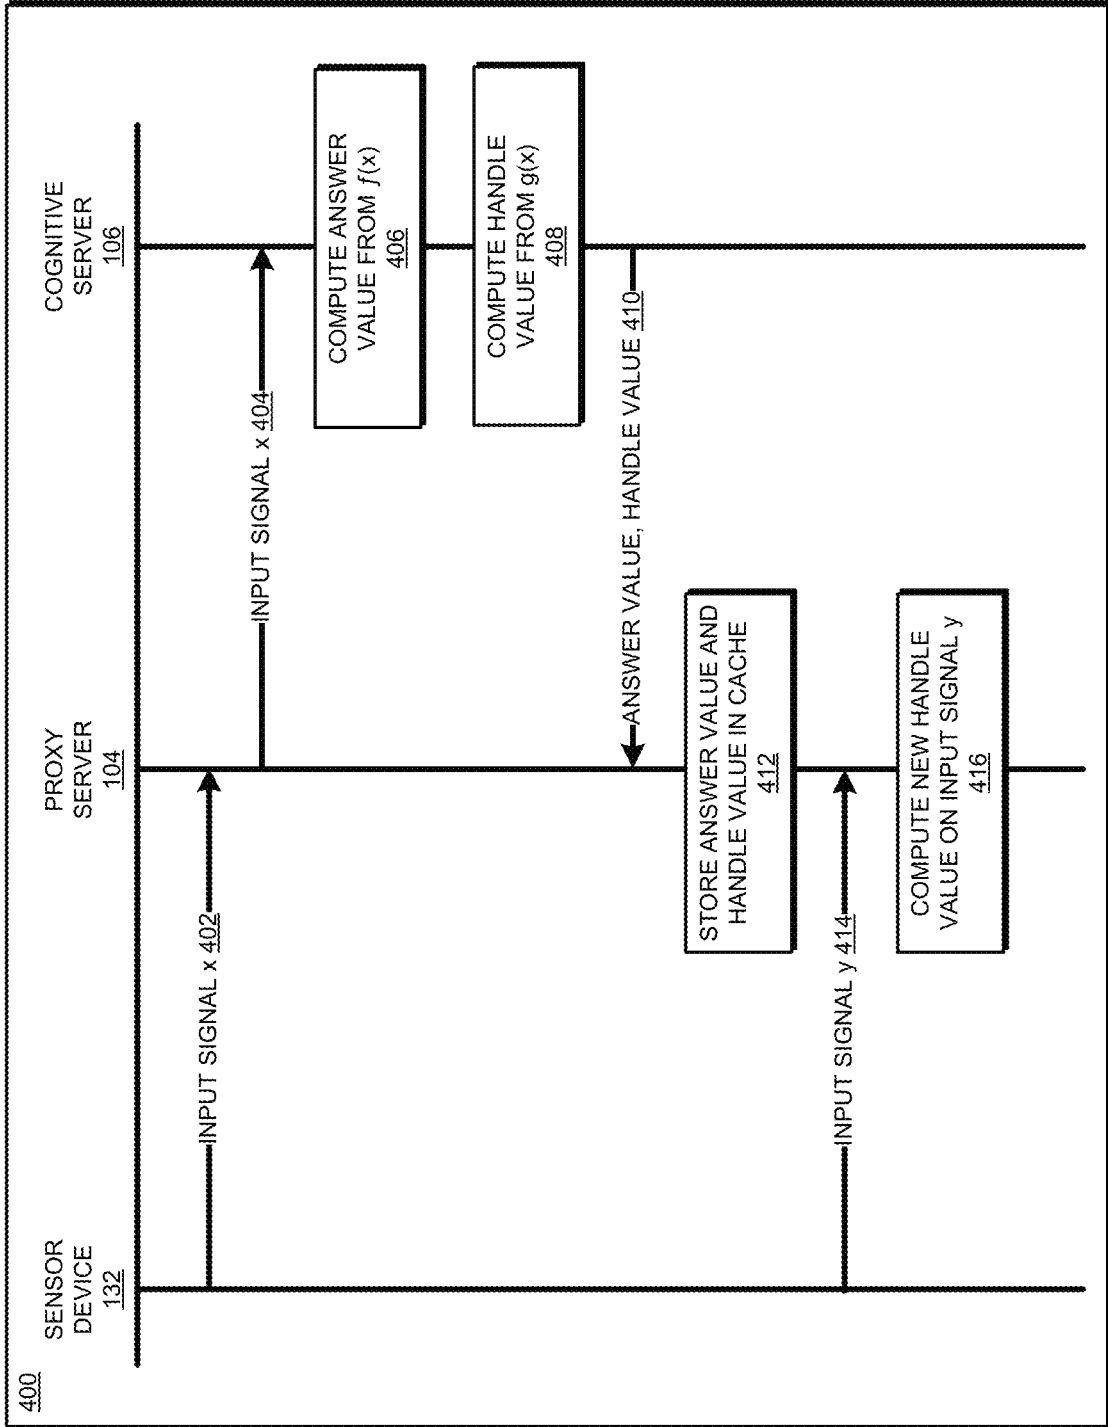 400
SENSOR
DEVICE
132
PROXY
SERVER
104
COGNITIVE
SERVER
106
INPUT SIGNAL x 402
INPUT SIGNAL x 404
COMPUTE ANSWER
VALUE FROM f(x)
406
COMPUTE HANDLE
VALUE FROM g(x)
408
ANSWER VALUE, HANDLE VALUE 410
STORE ANSWER VALUE AND
HANDLE VALUE IN CACHE
412
INPUT SIGNAL y 414
COMPUTE NEW HANDLE
VALUE ON INPUT SIGNAL y
416